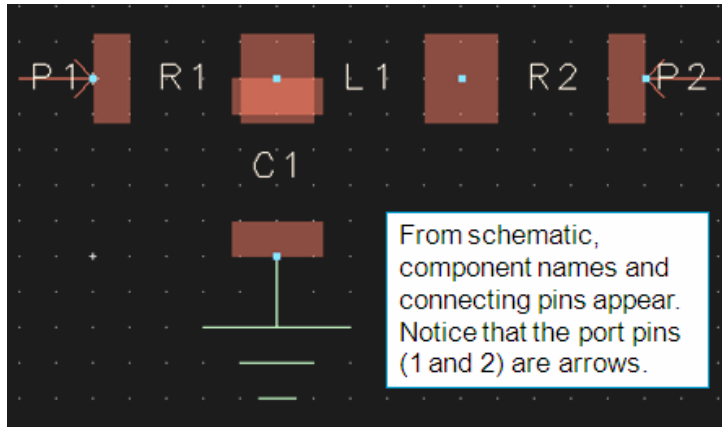 P1 R1 L1 R2 P2
C1
From schematic,
component names and
connecting pins appear.
Notice that the port pins
(1 and 2) are arrows.